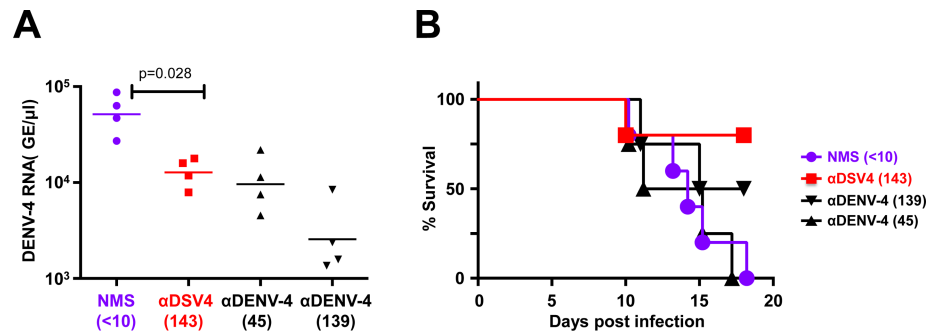 A
DENV-4 RNA( GE/µl)
10⁵
10⁴
10³
p=0.028
NMS
(<10)
αDSV4
(143)
αDENV-4
(45)
αDENV-4
(139)
B
% Survival
100
50
0
0
10
15
20
Days post infection
NMS (<10)
αDSV4 (143)
αDENV-4 (139)
αDENV-4 (45)